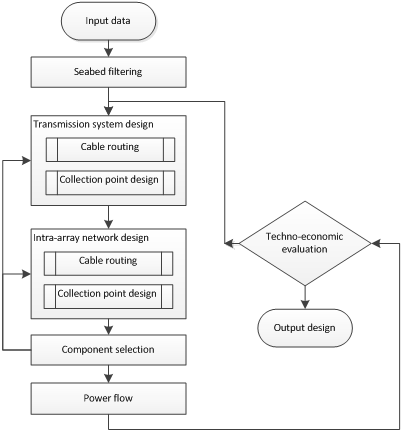 Input data
Seabed filtering
Transmission system design
Cable routing
Collection point design
Intra-array network design
Cable routing
Collection point design
Component selection
Power flow
Techno-economic
evaluation
Output design